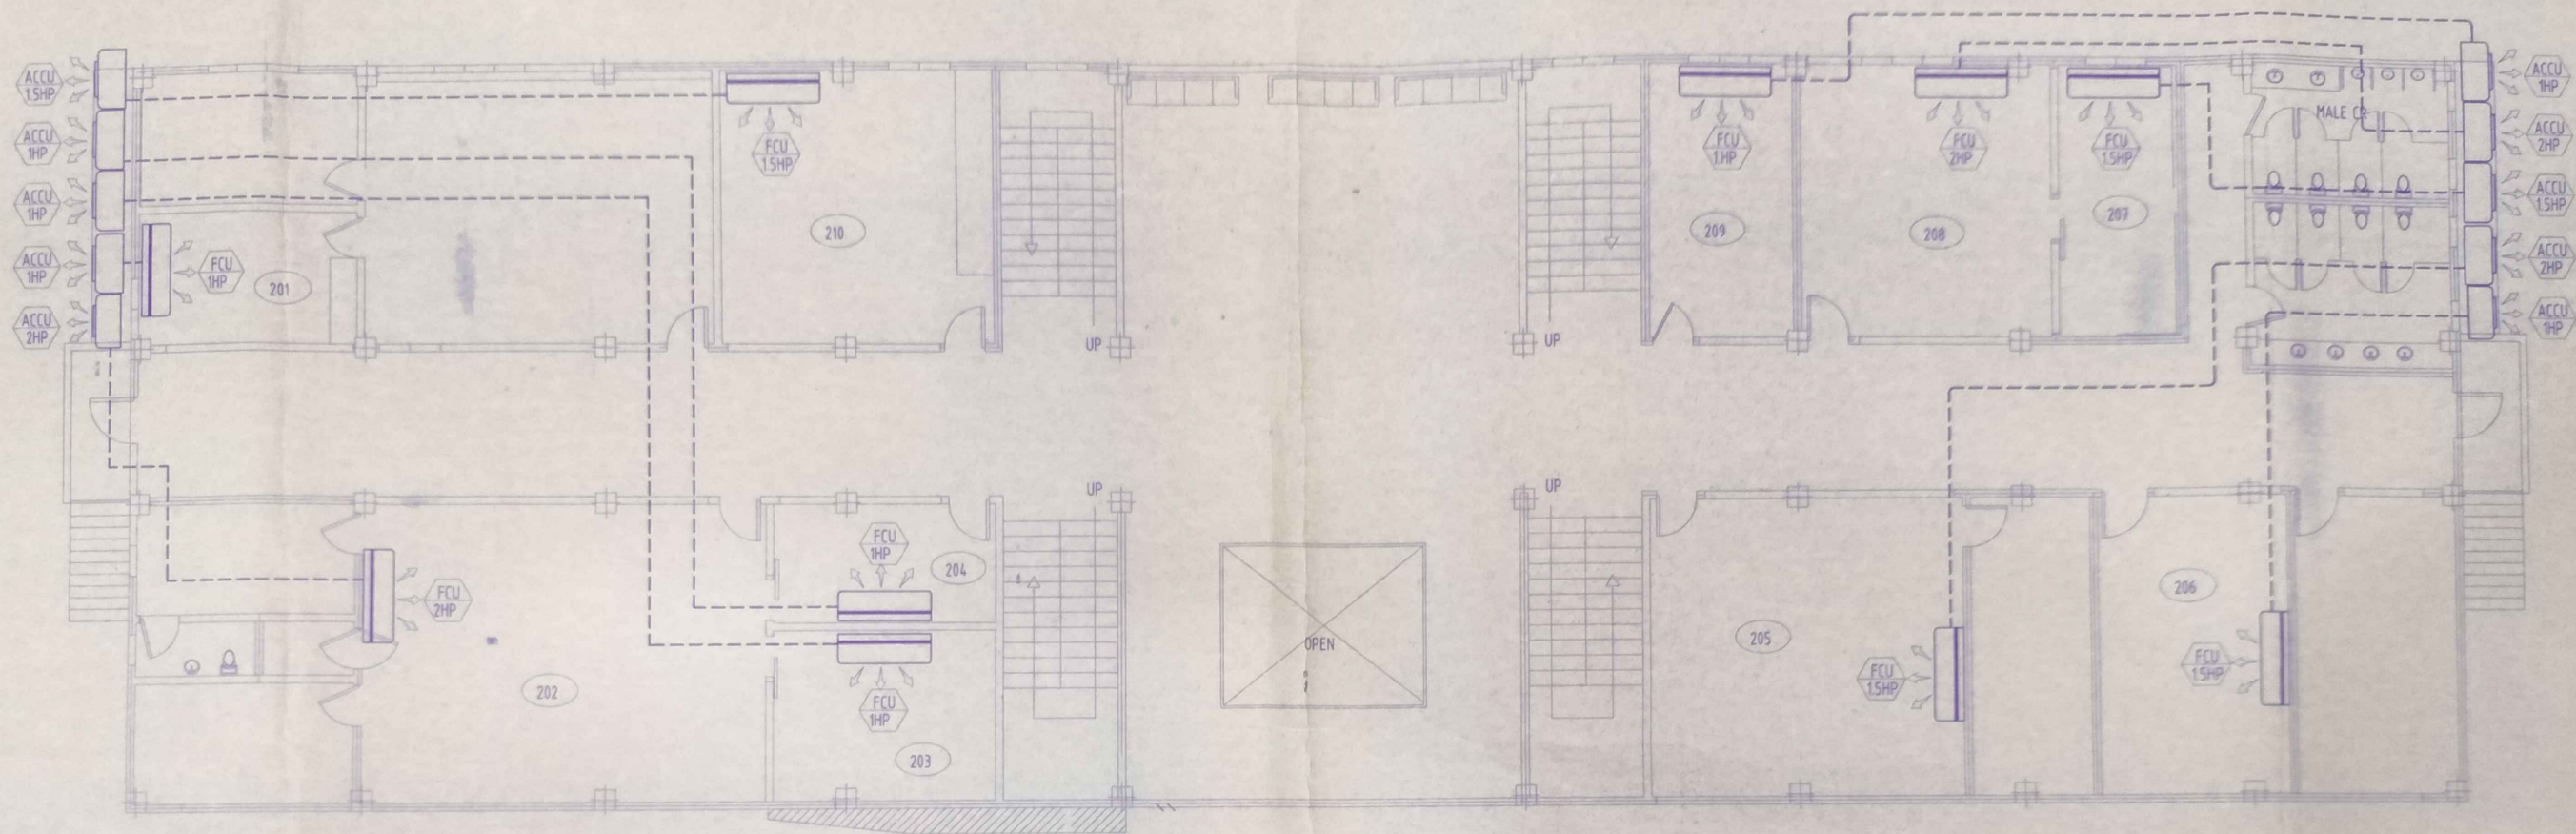 ACCU
1.5HP
ACCU
1HP
ACCU
1HP
ACCU
1HP
ACCU
2HP
FCU
1HP
201
FCU
1.5HP
210
UP
UP
FCU
1.HP
209
FCU
2HP
208
FCU
1.5HP
207
MALE CR
ACCU
1HP
ACCU
2HP
ACCU
1.5HP
ACCU
2HP
ACCU
1HP
UP
UP
FCU
2HP
202
FCU
1HP
204
FCU
1HP
203
OPEN
205
FCU
1.5HP
206
FCU
1.5HP